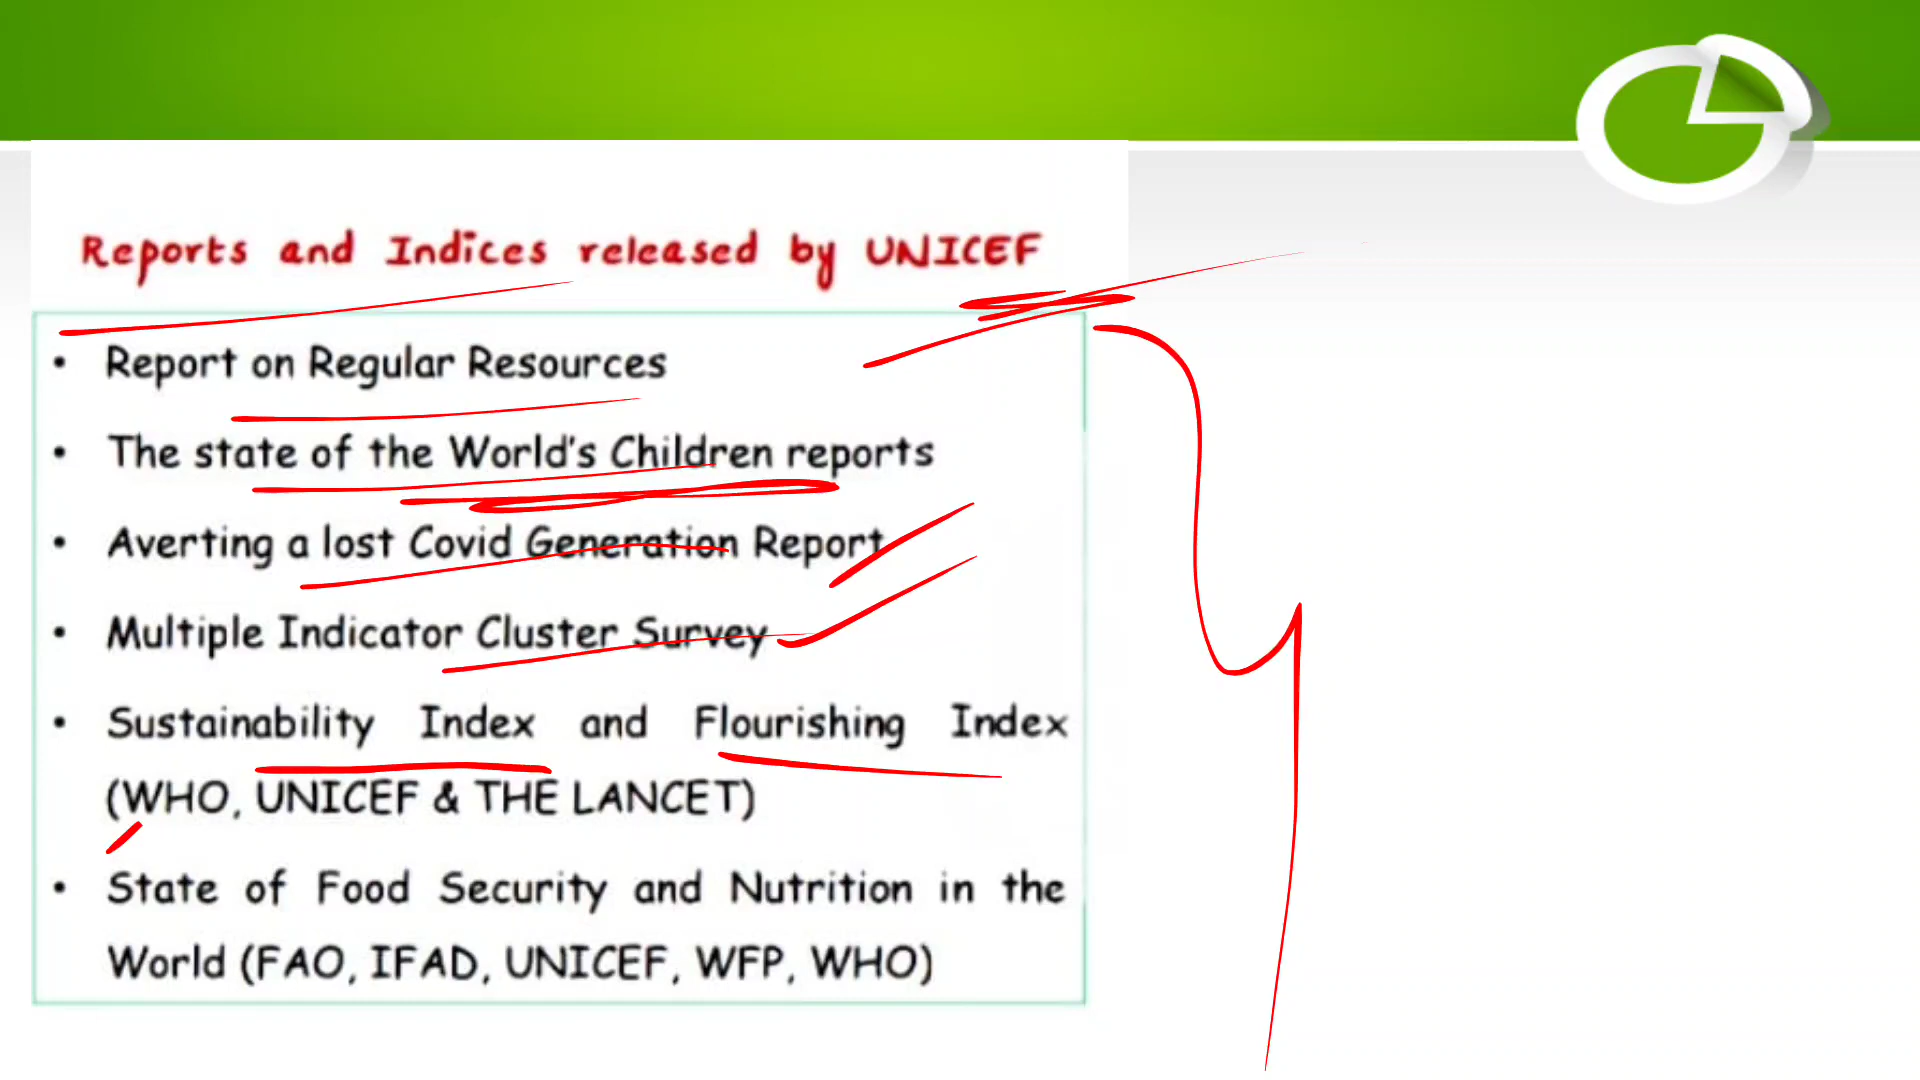 Reports and Indices released by UNICEF
• Report on Regular Resources
• The state of the World's Children reports
• Averting a lost Covid Generation Report
• Multiple Indicator Cluster Survey
• Sustainability Index and Flourishing Index
(WHO, UNICEF & THE LANCET)
• State of Food Security and Nutrition in the
World (FAO, IFAD, UNICEF, WFP, WHO)